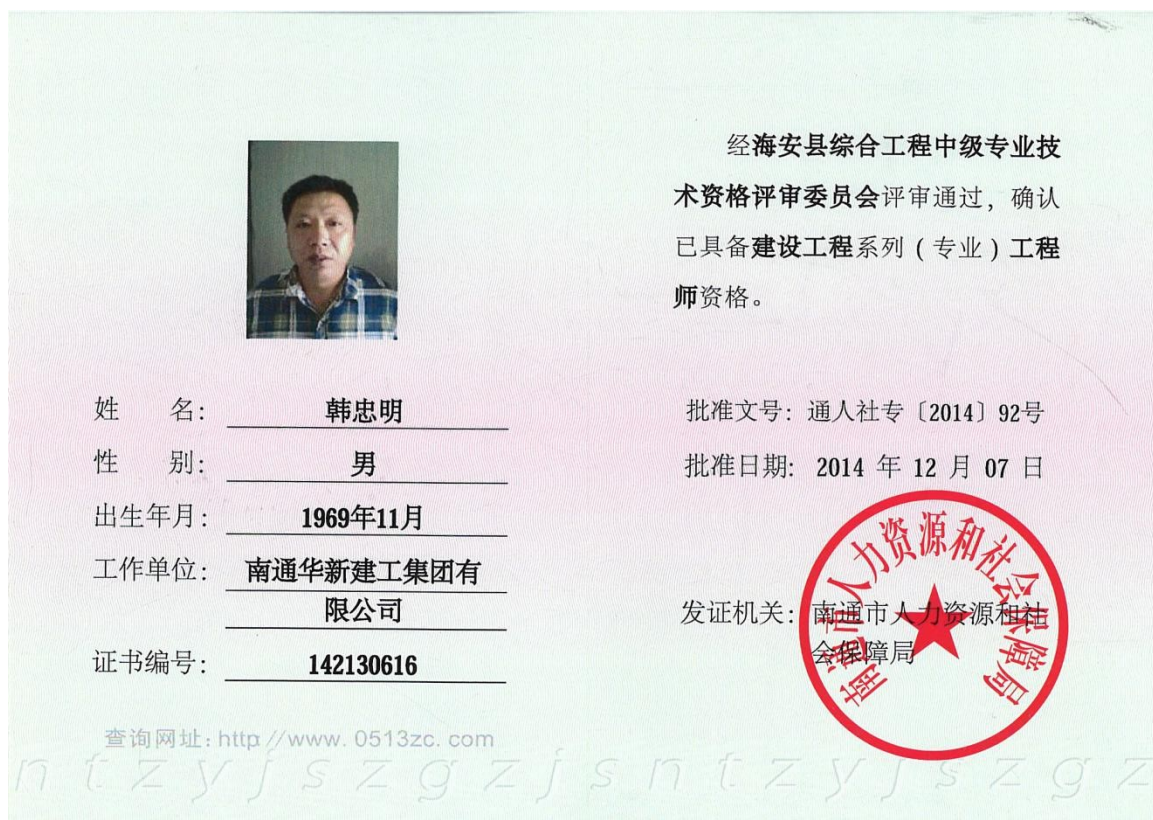 经海安县综合工程中级专业技
术资格评审委员会评审通过，确认
已具备建设工程系列（专业）工程
师资格。
姓 名： 韩忠明
性 别： 男
出生年月： 1969年11月
工作单位： 南通华新建工集团有
限公司
证书编号： 142130616
查询网址：http://www.0513zc.com
批准文号：通人社专〔2014〕92号
批准日期：2014 年 12 月 07 日
发证机关：南通市人力资源和社
会保障局
南通市人力资源和社会保障局
ntzyjszgzjsntzyjszgz